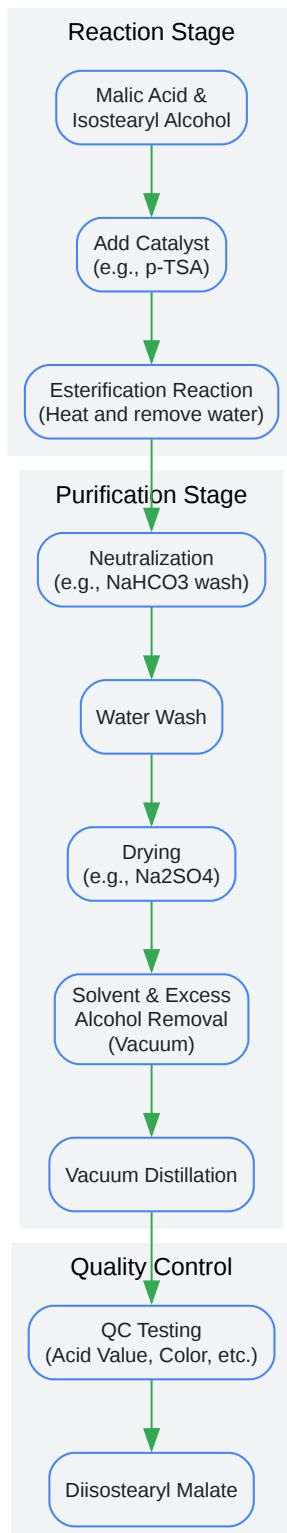 Reaction Stage
Malic Acid &
Isostearyl Alcohol
Add Catalyst
(e.g., p-TSA)
Esterification Reaction
(Heat and remove water)
Purification Stage
Neutralization
(e.g., NaHCO3 wash)
Water Wash
Drying
(e.g., Na2SO4)
Solvent & Excess
Alcohol Removal
(Vacuum)
Vacuum Distillation
Quality Control
QC Testing
(Acid Value, Color, etc.)
Diisostearyl Malate